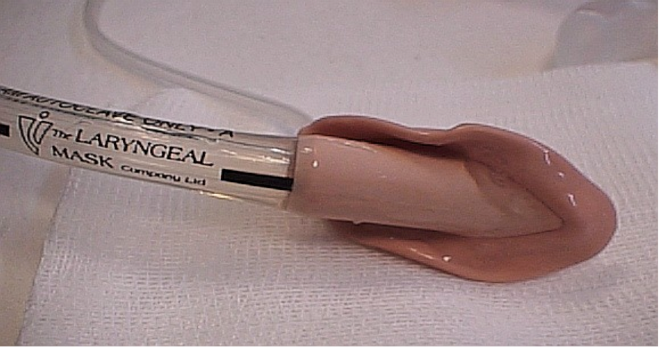 AUTOCLAVE ONLY - A
The LARYNGEAL
MASK Company Ltd